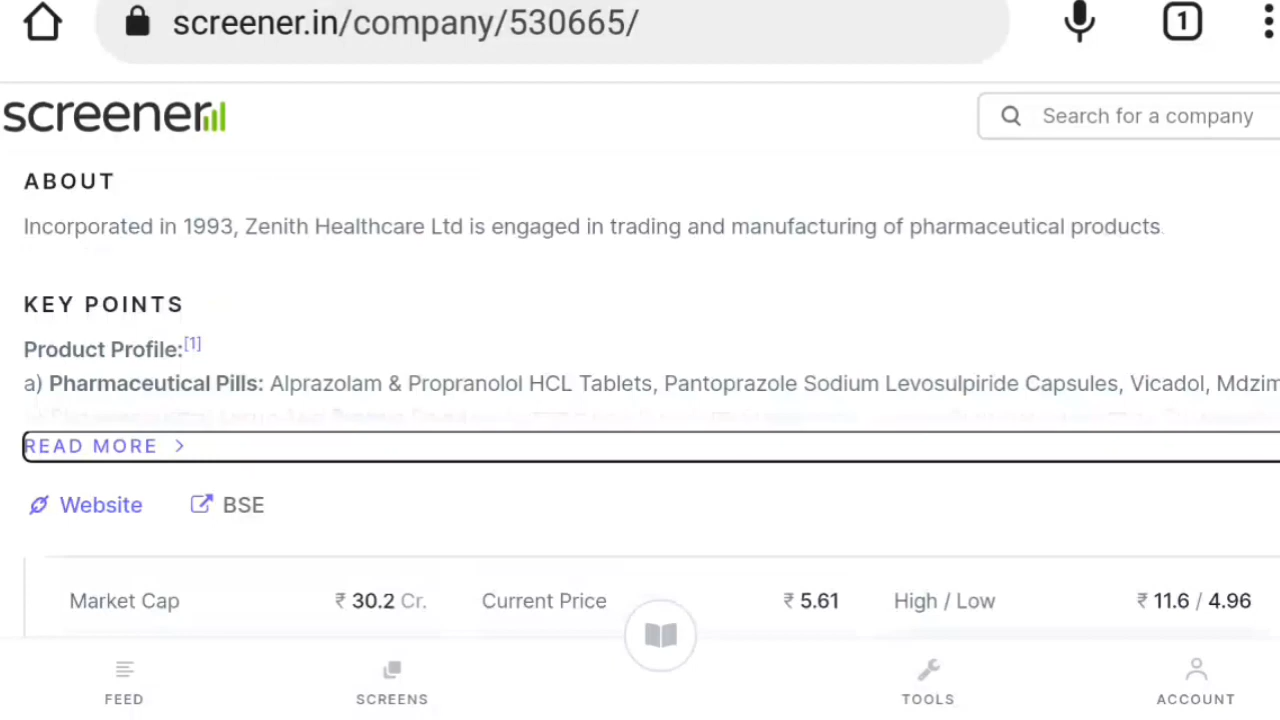 screener.in/company/530665/
1
screener
Search for a company
ABOUT
Incorporated in 1993, Zenith Healthcare Ltd is engaged in trading and manufacturing of pharmaceutical products.
KEY POINTS
Product Profile:[1]
a) Pharmaceutical Pills: Alprazolam & Propranolol HCL Tablets, Pantoprazole Sodium Levosulpiride Capsules, Vicadol, Mdzim
READ MORE >
Website BSE
Market Cap ₹ 30.2 Cr. Current Price ₹ 5.61 High / Low ₹ 11.6 / 4.96
FEED SCREENS TOOLS ACCOUNT